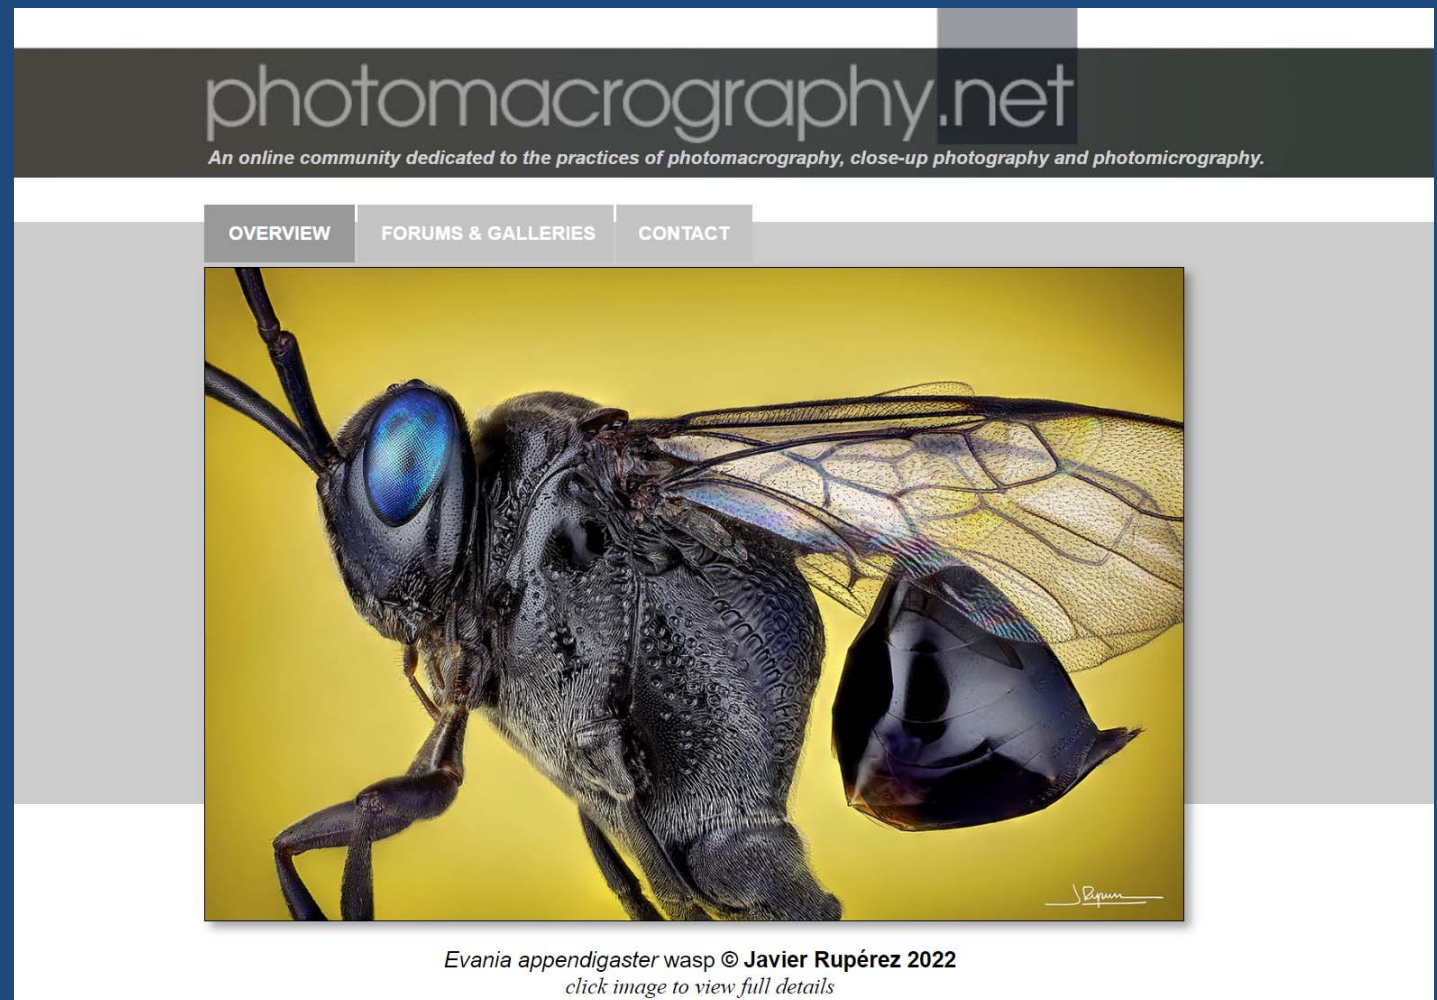 photomacrography.net
An online community dedicated to the practices of photomacrography, close-up photography and photomicrography.
OVERVIEW FORUMS & GALLERIES CONTACT
Evania appendigaster wasp © Javier Rupérez 2022
click image to view full details